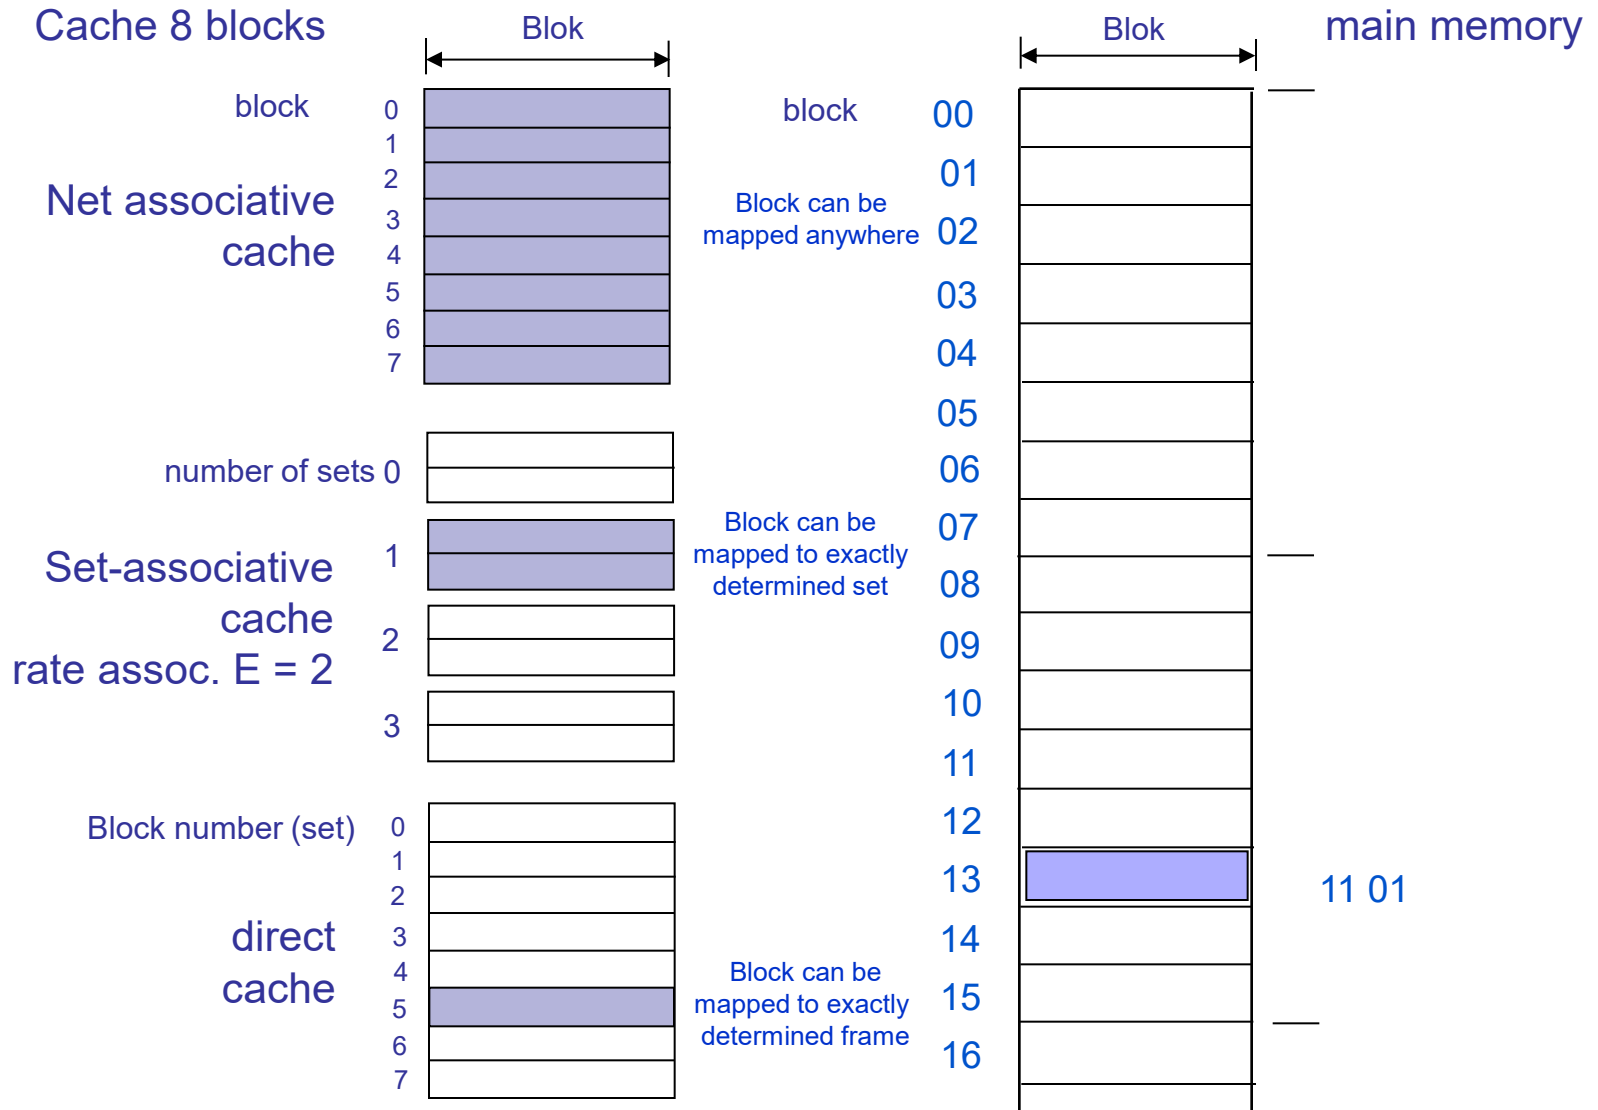 Cache 8 blocks
Blok
Blok
main memory
block
0
1
2
3
4
5
6
7
Net associative
cache
block
Block can be
mapped anywhere
number of sets 0
1
2
3
Set-associative
cache
rate assoc. E = 2
Block can be
mapped to exactly
determined set
Block number (set)
0
1
2
3
4
5
6
7
direct
cache
Block can be
mapped to exactly
determined frame
00
01
02
03
04
05
06
07
08
09
10
11
12
13
14
15
16
11 01